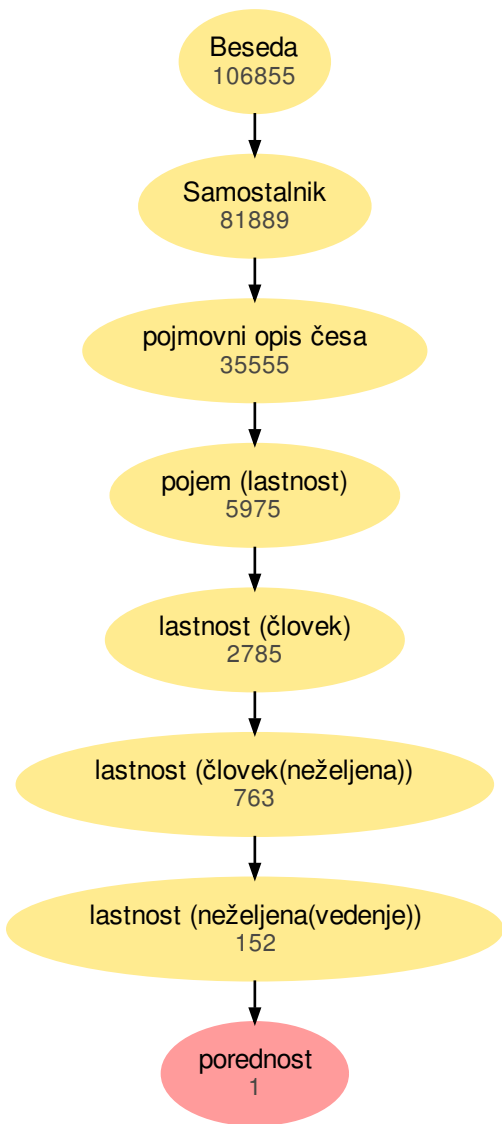 Beseda
106855
Samostalnik
81889
pojmovni opis česa
35555
pojem (lastnost)
5975
lastnost (človek)
2785
lastnost (človek(neželjena))
763
lastnost (neželjena(vedenje))
152
porednost
1